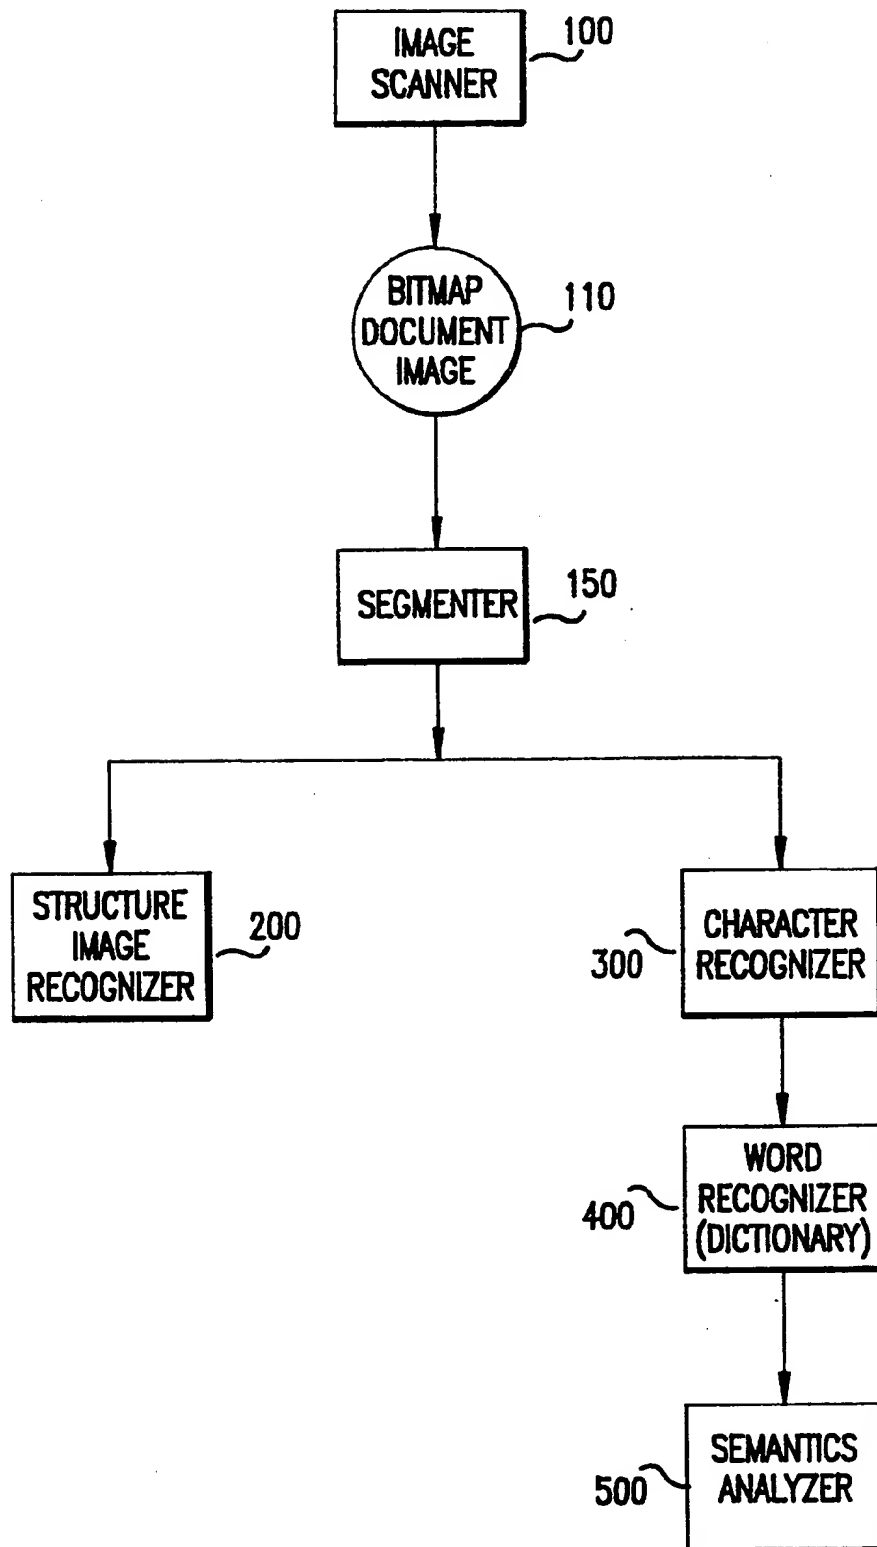 IMAGE
SCANNER
100
BITMAP
DOCUMENT
IMAGE
110
SEGMENTER
150
STRUCTURE
IMAGE
RECOGNIZER
200
CHARACTER
RECOGNIZER
300
WORD
RECOGNIZER
(DICTIONARY)
400
SEMANTICS
ANALYZER
500